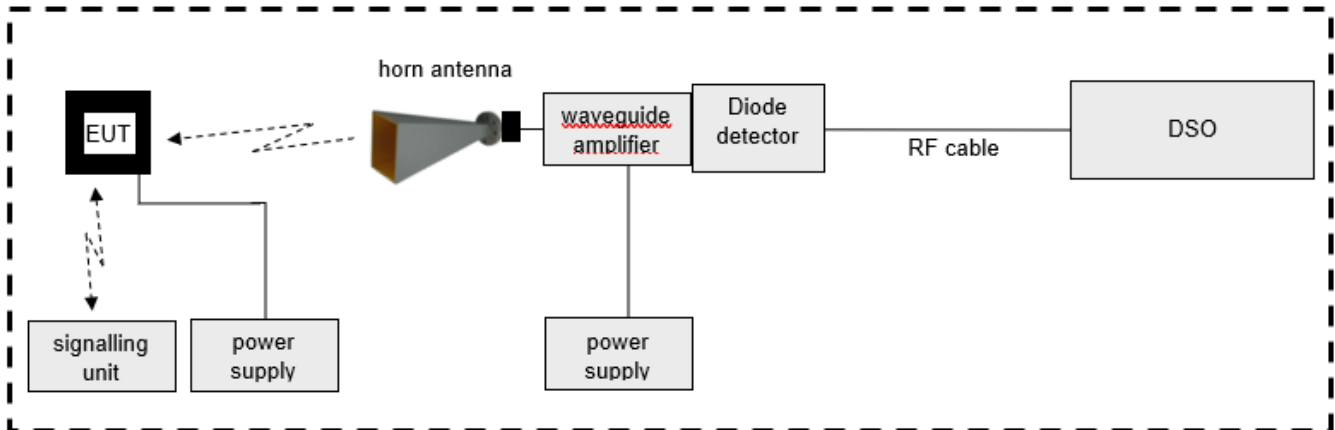 horn antenna
EUT
waveguide
amplifier
Diode
detector
RF cable
DSO
signalling
unit
power
supply
power
supply